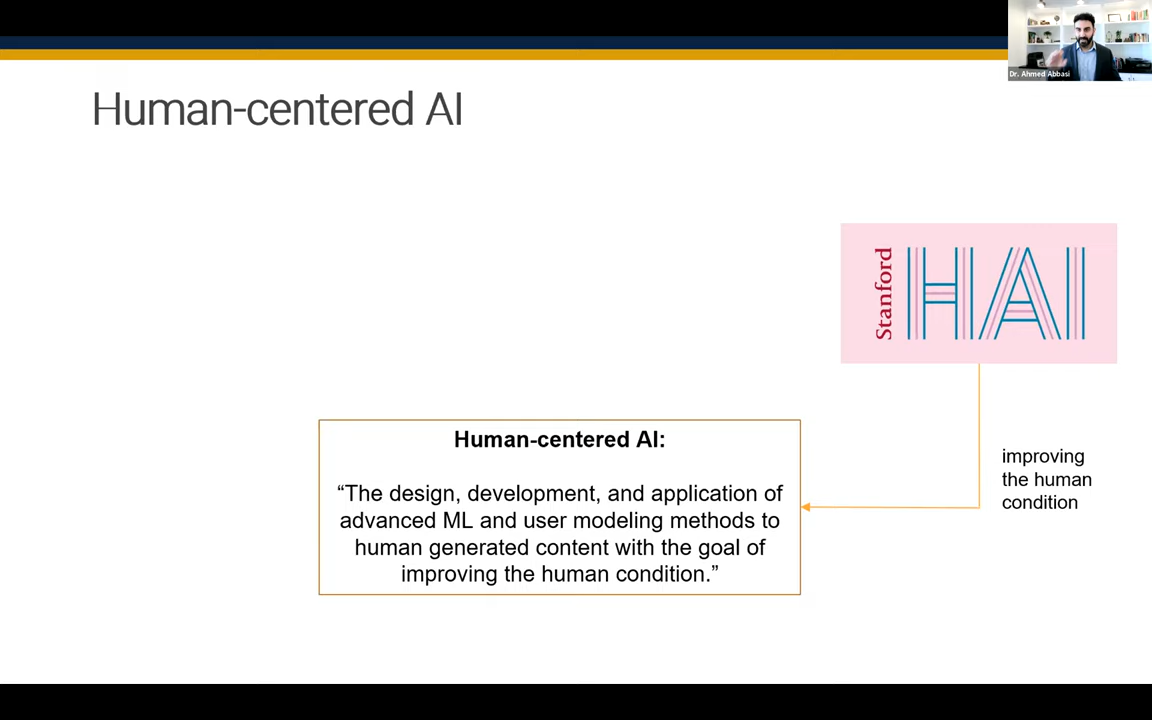 Dr. Ahmed Abbasi
Human-centered AI
Stanford
HAI
Human-centered AI:
“The design, development, and application of
advanced ML and user modeling methods to
human generated content with the goal of
improving the human condition.”
improving
the human
condition